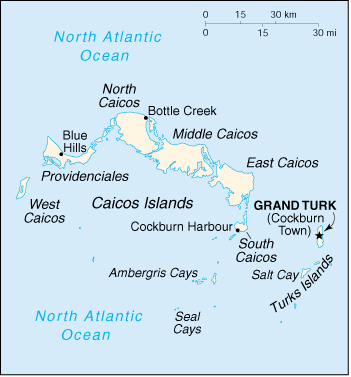 0 15 30 km
0 15 30 mi
North Atlantic
Ocean
North
Caicos
Bottle Creek
Blue
Hills
Middle Caicos
East Caicos
Providenciales
West
Caicos
Caicos Islands
GRAND TURK
(Cockburn
Town)
Cockburn Harbour
South
Caicos
Ambergris Cays
Salt Cay
Turks Islands
Seal
Cays
North Atlantic
Ocean